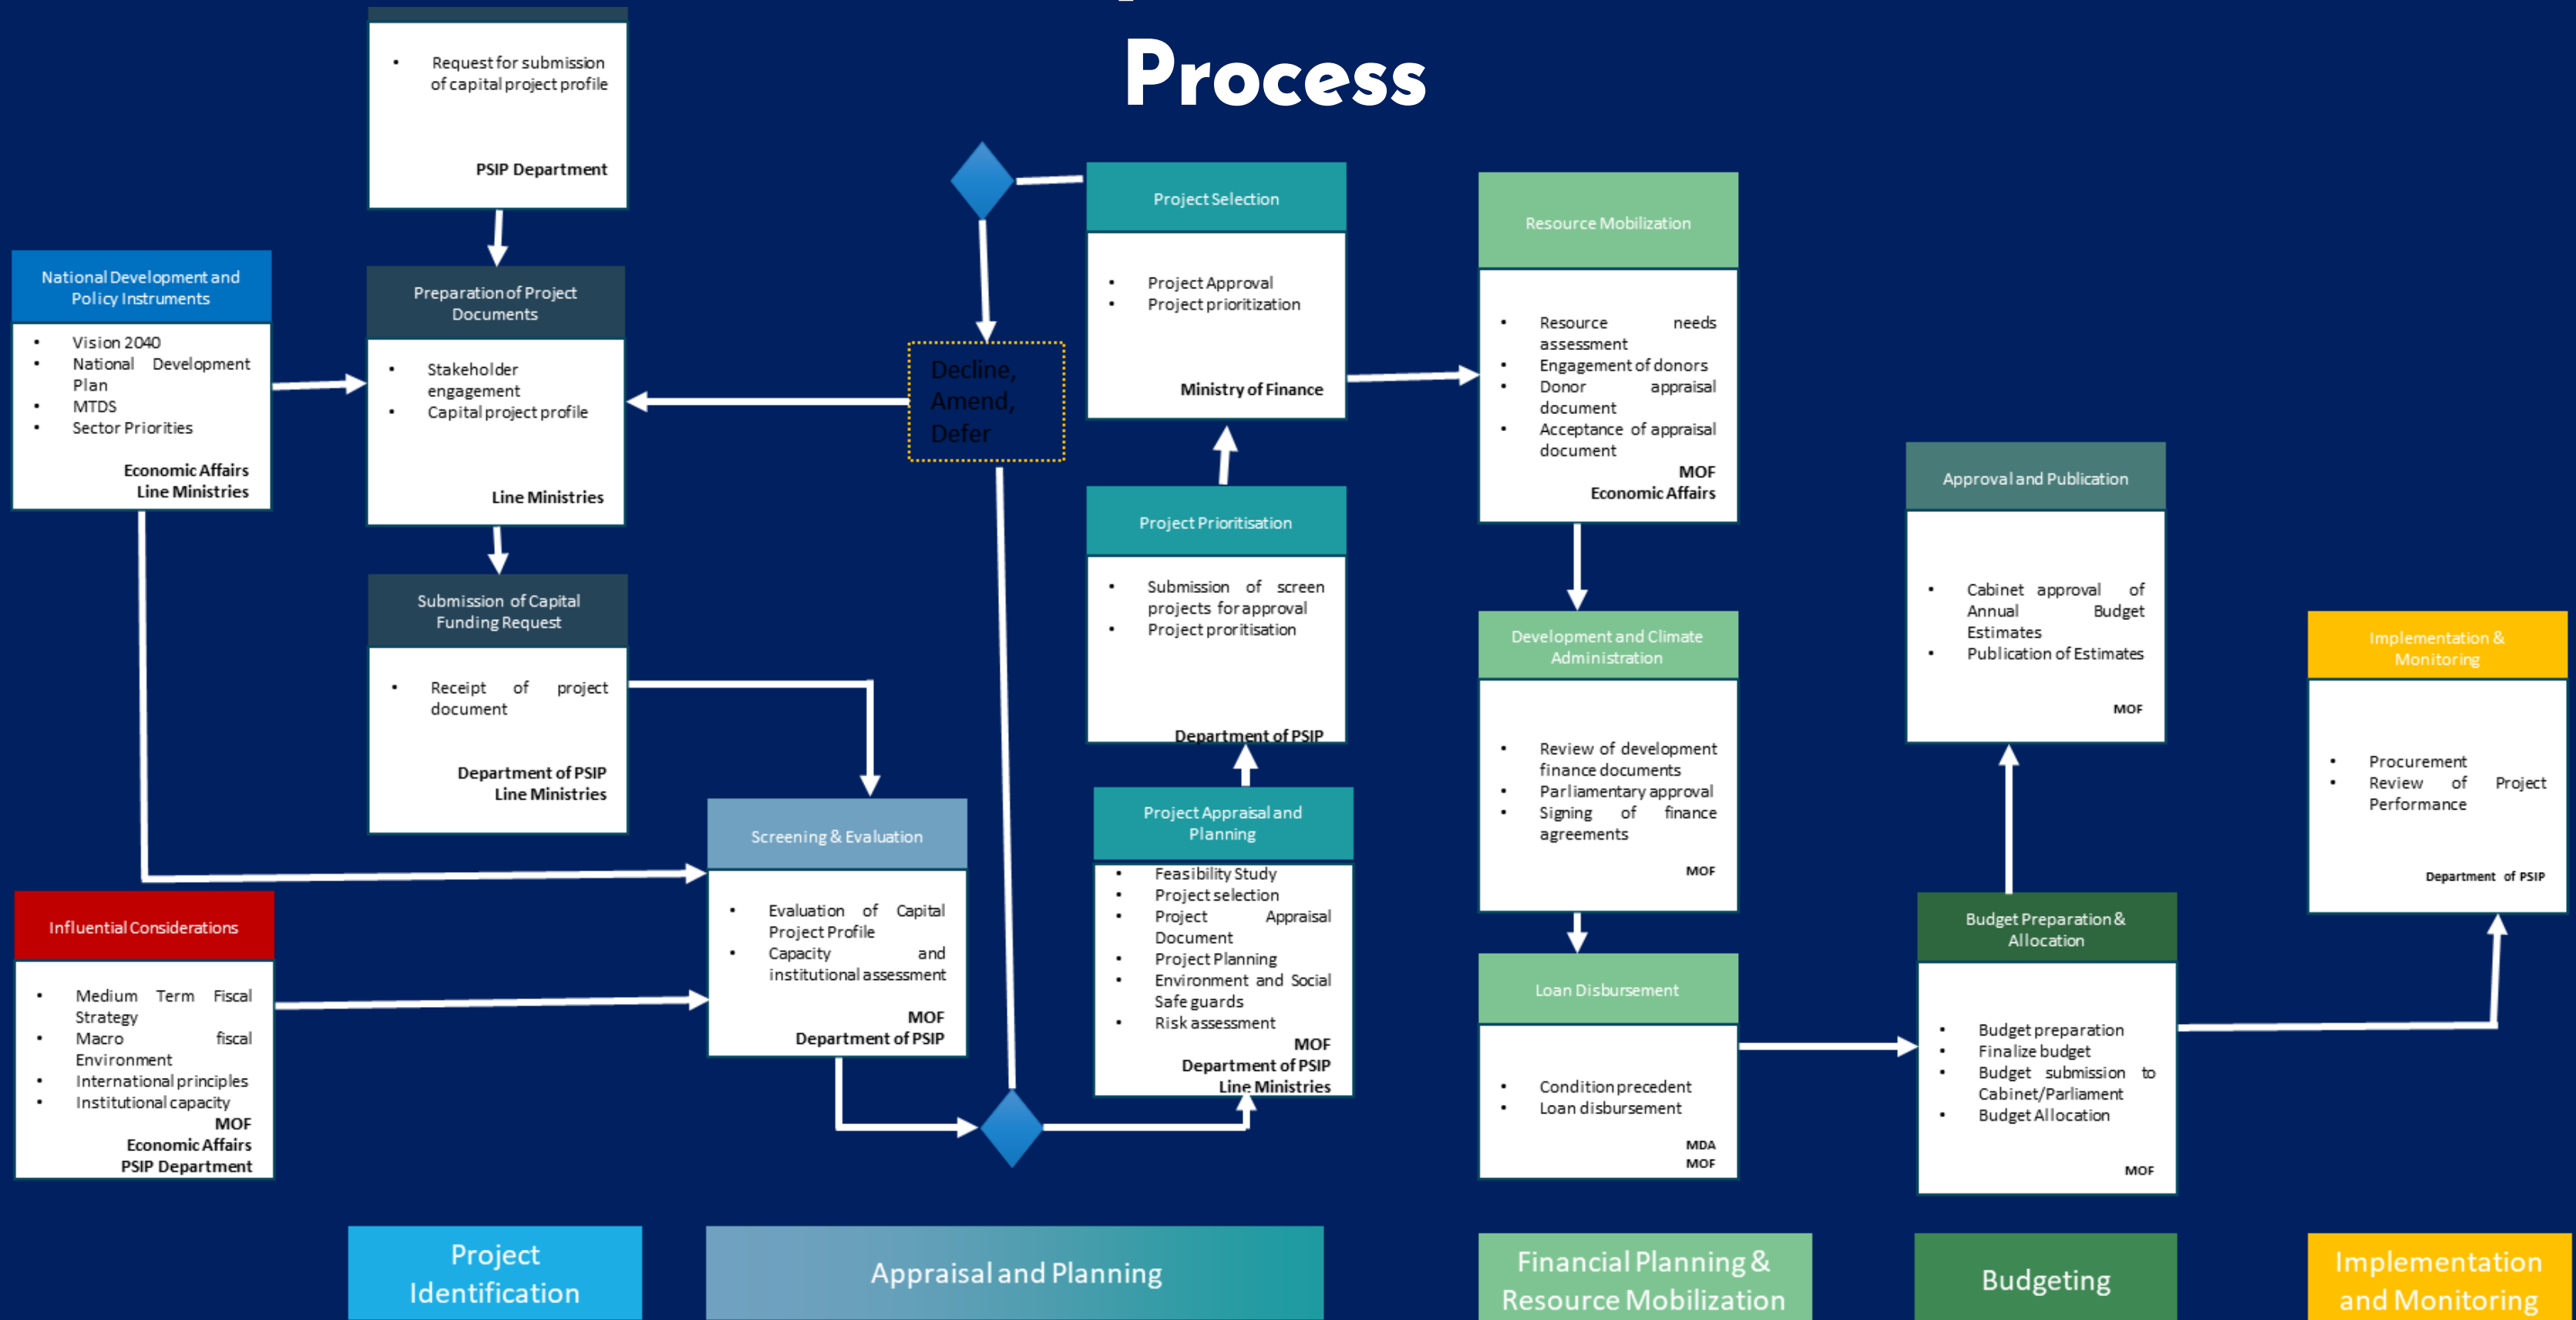 Process
• Request for submission
of capital project profile
PSIP Department
National Development and
Policy Instruments
• Vision 2040
• National Development
Plan
• MTDS
• Sector Priorities
Economic Affairs
Line Ministries
Preparation of Project
Documents
• Stakeholder
engagement
• Capital project profile
Line Ministries
Submission of Capital
Funding Request
• Receipt of project
document
Department of PSIP
Line Ministries
Influential Considerations
• Medium Term Fiscal
Strategy
• Macro fiscal
Environment
• International principles
• Institutional capacity
MOF
Economic Affairs
PSIP Department
Screening & Evaluation
• Evaluation of Capital
Project Profile
• Capacity and
institutional assessment
MOF
Department of PSIP
Decline,
Amend,
Defer
Project Selection
• Project Approval
• Project prioritization
Ministry of Finance
Project Prioritisation
• Submission of screen
projects for approval
• Project proritisation
Department of PSIP
Project Appraisal and
Planning
• Feasibility Study
• Project selection
• Project Appraisal
Document
• Project Planning
• Environment and Social
Safe guards
• Risk assessment
MOF
Department of PSIP
Line Ministries
Resource Mobilization
• Resource needs
assessment
• Engagement of donors
• Donor appraisal
document
• Acceptance of appraisal
document
MOF
Economic Affairs
Development and Climate
Administration
• Review of development
finance documents
• Parliamentary approval
• Signing of finance
agreements
MOF
Loan Disbursement
• Condition precedent
• Loan disbursement
MDA
MOF
Approval and Publication
• Cabinet approval of
Annual Budget
Estimates
• Publication of Estimates
MOF
Budget Preparation &
Allocation
• Budget preparation
• Finalize budget
• Budget submission to
Cabinet/Parliament
• Budget Allocation
MOF
Implementation &
Monitoring
• Procurement
• Review of Project
Performance
Department of PSIP
Project
Identification
Appraisal and Planning
Financial Planning &
Resource Mobilization
Budgeting
Implementation
and Monitoring